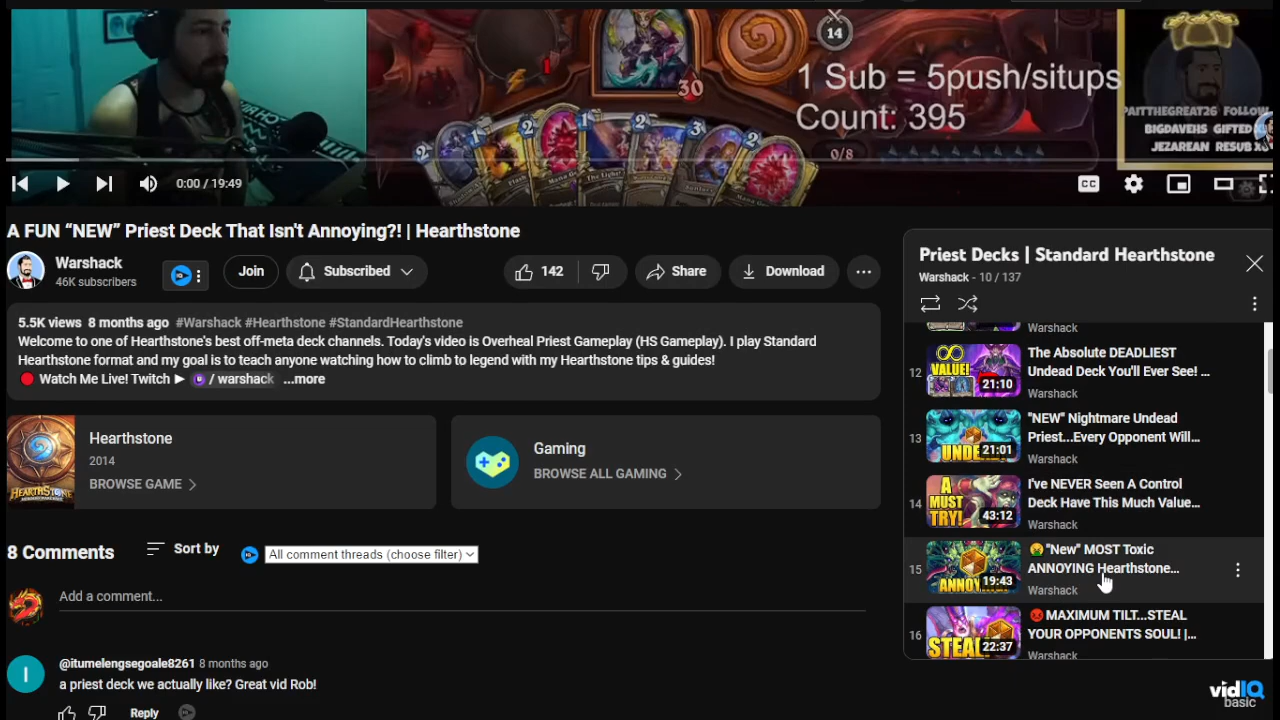 14
30
1 Sub = 5push/situps
Count: 395
PAITTHEGREAT26 FOLLOW
BIGDAVEHS GIFTED
JEZAREAN RESUB X
2
1
2
1
2
3
2
0/8
0:00 / 19:49
CC
A FUN “NEW” Priest Deck That Isn't Annoying?! | Hearthstone
Warshack
46K subscribers
Join
Subscribed
142
Share
Download
5.5K views 8 months ago #Warshack #Hearthstone #StandardHearthstone
Welcome to one of Hearthstone's best off-meta deck channels. Today's video is Overheal Priest Gameplay (HS Gameplay). I play Standard
Hearthstone format and my goal is to teach anyone watching how to climb to legend with my Hearthstone tips & guides!
🔴 Watch Me Live! Twitch ▶ / warshack ...more
HEARTHSTONE
Hearthstone
2014
BROWSE GAME
Gaming
BROWSE ALL GAMING
8 Comments
Sort by
All comment threads (choose filter)
Add a comment...
I
@itumelengsegoale8261 8 months ago
a priest deck we actually like? Great vid Rob!
Reply
Priest Decks | Standard Hearthstone
Warshack - 10 / 137
Warshack
12
VALUE!
21:10
The Absolute DEADLIEST
Undead Deck You'll Ever See! ...
Warshack
13
UNDE
21:01
"NEW" Nightmare Undead
Priest...Every Opponent Will...
Warshack
14
A
MUST
TRY!
43:12
I've NEVER Seen A Control
Deck Have This Much Value...
Warshack
15
ANNOY
19:43
🤮"New" MOST Toxic
ANNOYING Hearthstone...
Warshack
16
STEAL
22:37
😡MAXIMUM TILT...STEAL
YOUR OPPONENTS SOUL! |...
Warshack
vidIQ
basic